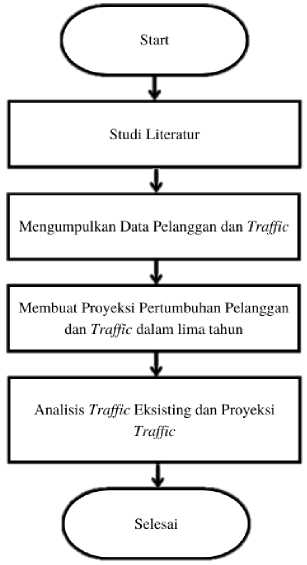 Start
Studi Literatur
Mengumpulkan Data Pelanggan dan Traffic
Membuat Proyeksi Pertumbuhan Pelanggan
dan Traffic dalam lima tahun
Analisis Traffic Eksisting dan Proyeksi
Traffic
Selesai